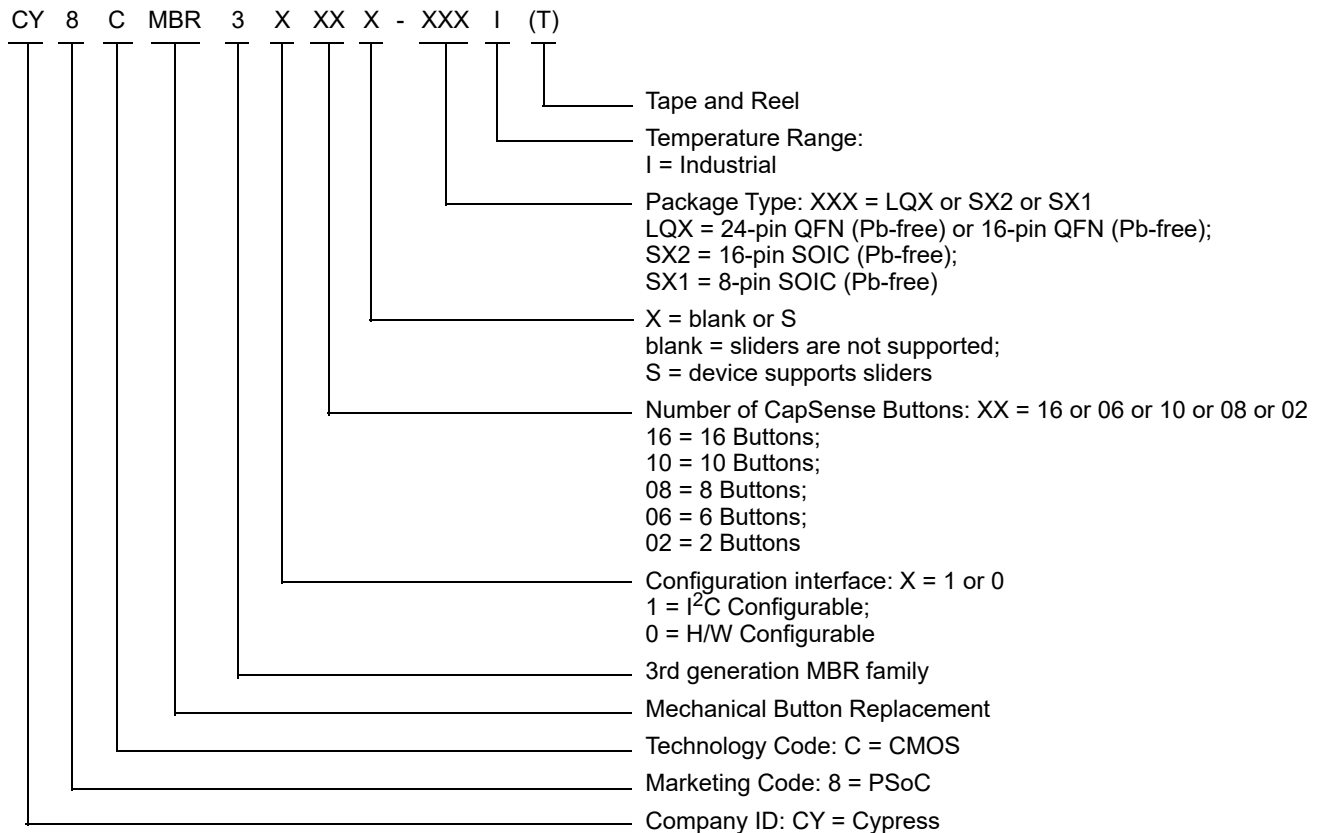 CY 8 C MBR 3 X XX X - XXX I (T)
Tape and Reel
Temperature Range:
I = Industrial
Package Type: XXX = LQX or SX2 or SX1
LQX = 24-pin QFN (Pb-free) or 16-pin QFN (Pb-free);
SX2 = 16-pin SOIC (Pb-free);
SX1 = 8-pin SOIC (Pb-free)
X = blank or S
blank = sliders are not supported;
S = device supports sliders
Number of CapSense Buttons: XX = 16 or 06 or 10 or 08 or 02
16 = 16 Buttons;
10 = 10 Buttons;
08 = 8 Buttons;
06 = 6 Buttons;
02 = 2 Buttons
Configuration interface: X = 1 or 0
1 = I²C Configurable;
0 = H/W Configurable
3rd generation MBR family
Mechanical Button Replacement
Technology Code: C = CMOS
Marketing Code: 8 = PSoC
Company ID: CY = Cypress